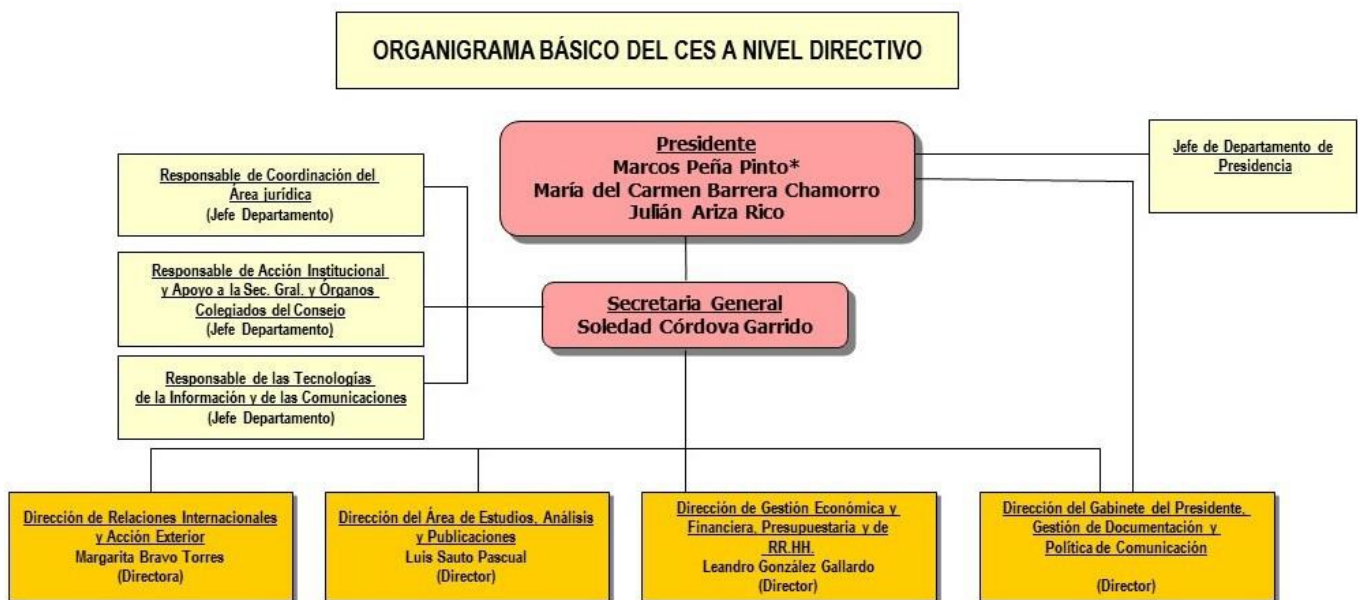 ORGANIGRAMA BÁSICO DEL CES A NIVEL DIRECTIVO
Presidente
Marcos Peña Pinto*
María del Carmen Barrera Chamorro
Julián Ariza Rico
Jefe de Departamento de
Presidencia
Responsable de Coordinación del
Área jurídica
(Jefe Departamento)
Responsable de Acción Institucional
y Apoyo a la Sec. Gral. y Órganos
Colegiados del Consejo
(Jefe Departamento)
Secretaria General
Soledad Córdova Garrido
Responsable de las Tecnologías
de la Información y de las Comunicaciones
(Jefe Departamento)
Dirección de Relaciones Internacionales
y Acción Exterior
Margarita Bravo Torres
(Directora)
Dirección del Área de Estudios, Análisis
y Publicaciones
Luis Sauto Pascual
(Director)
Dirección de Gestión Económica y
Financiera, Presupuestaria y de
RR.HH.
Leandro González Gallardo
(Director)
Dirección del Gabinete del Presidente,
Gestión de Documentación y
Política de Comunicación
(Director)